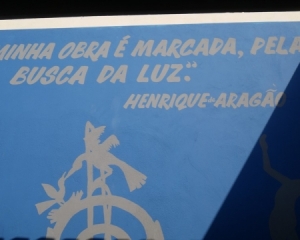 MINHA OBRA É MARCADA, PELA
BUSCA DA LUZ."
HENRIQUE-ARAGÃO